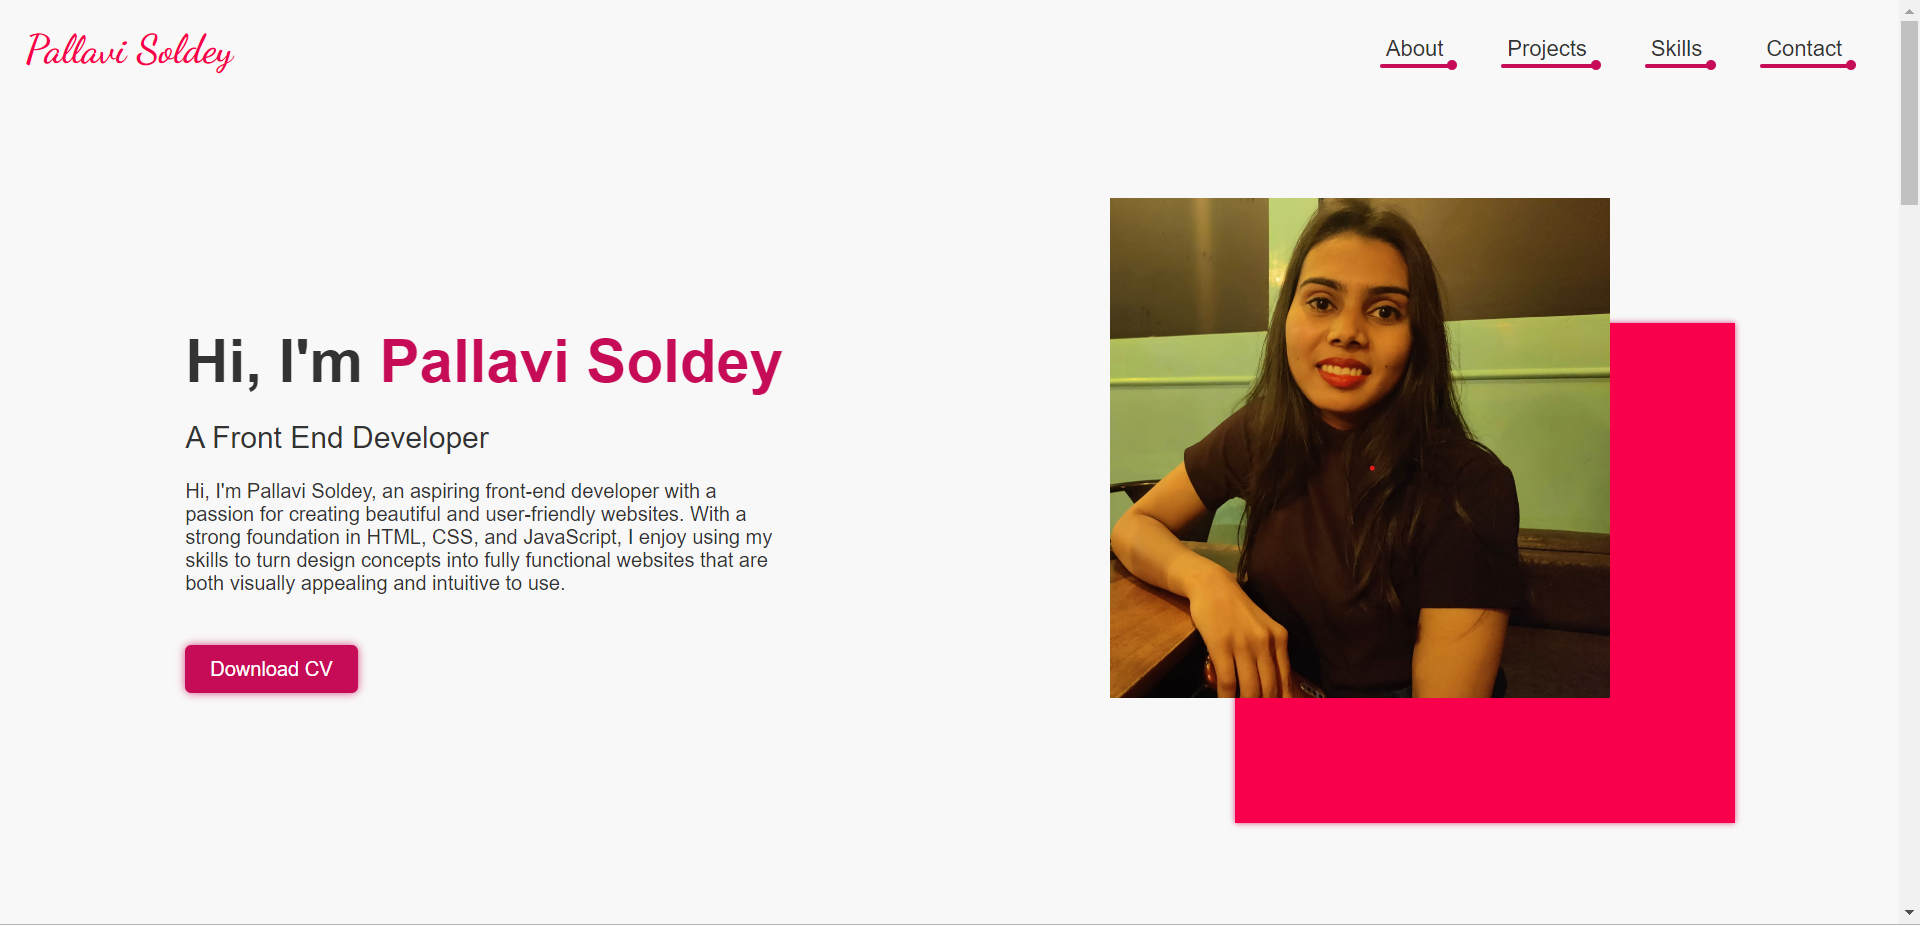 Pallavi Soldey
About Projects Skills Contact
Hi, I'm Pallavi Soldey
A Front End Developer
Hi, I'm Pallavi Soldey, an aspiring front-end developer with a
passion for creating beautiful and user-friendly websites. With a
strong foundation in HTML, CSS, and JavaScript, I enjoy using my
skills to turn design concepts into fully functional websites that are
both visually appealing and intuitive to use.
Download CV